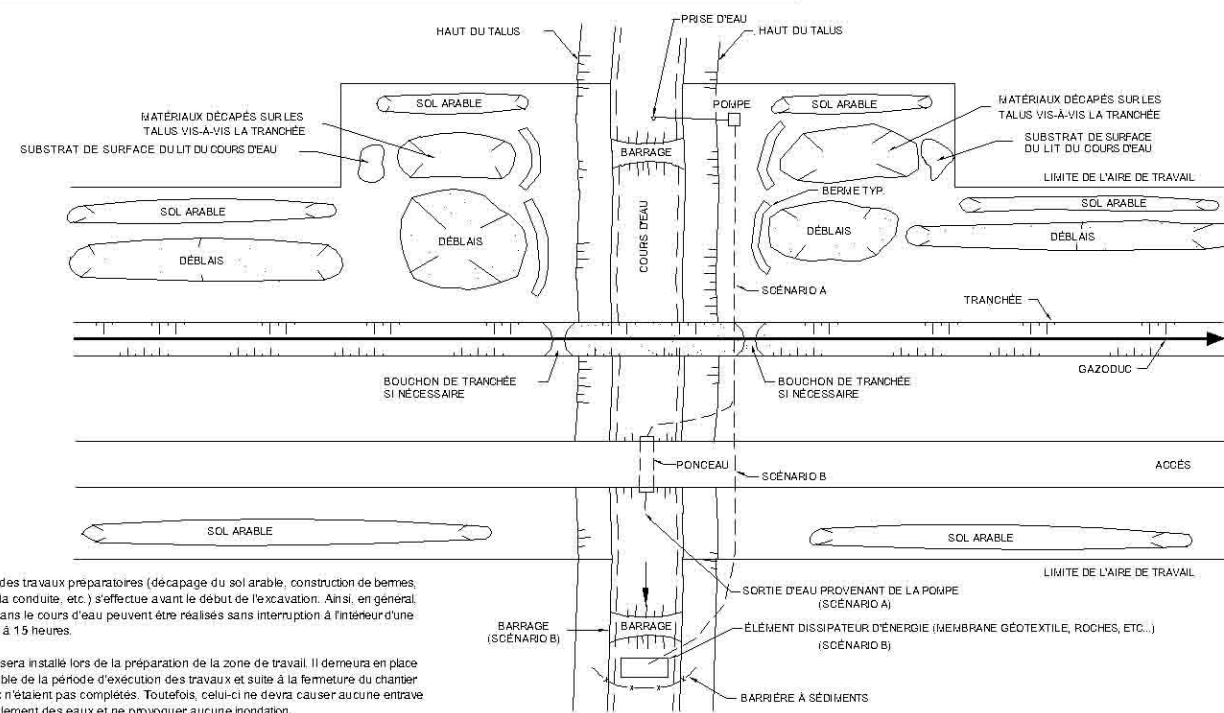 PRISE D'EAU
HAUT DU TALUS
HAUT DU TALUS
SOL ARABLE
POMPE
SOL ARABLE
MATÉRIAUX DÉCAPÉS SUR LES
TALUS VIS-À-VIS LA TRANCHÉE
MATÉRIAUX DÉCAPÉS SUR LES
TALUS VIS-À-VIS LA TRANCHÉE
SUBSTRAT DE SURFACE DU LIT DU COURS D'EAU
BARRAGE
SUBSTRAT DE SURFACE
DU LIT DU COURS D'EAU
LIMITE DE L'AIRE DE TRAVAIL
BERME TYP.
SOL ARABLE
SOL ARABLE
DÉBLAIS
DÉBLAIS
DÉBLAIS
DÉBLAIS
COURS D'EAU
SCÉNARIO A
TRANCHÉE
GAZODUC
BOUCHON DE TRANCHÉE
SI NÉCESSAIRE
BOUCHON DE TRANCHÉE
SI NÉCESSAIRE
PONCEAU
SCÉNARIO B
ACCÈS
SOL ARABLE
SOL ARABLE
LIMITE DE L'AIRE DE TRAVAIL
des travaux préparatoires (décapage du sol arable, construction de bermes,
la conduite, etc.) s'effectue avant le début de l'excavation. Ainsi, en général,
ans le cours d'eau peuvent être réalisés sans interruption à l'intérieur d'une
à 15 heures.
SORTIE D'EAU PROVENANT DE LA POMPE
(SCÉNARIO A)
BARRAGE
(SCÉNARIO B)
BARRAGE
ÉLÉMENT DISSIPATEUR D'ÉNERGIE (MEMBRANE GÉOTEXTILE, ROCHES, ETC...)
(SCÉNARIO B)
sera installé lors de la préparation de la zone de travail. Il demeura en place
ble de la période d'exécution des travaux et suite à la fermeture du chantier
x n'étaient pas complétés. Toutefois, celui-ci ne devra causer aucune entrave
lement des eaux et ne provoquer aucune inondation.
BARRIÈRE À SÉDIMENTS